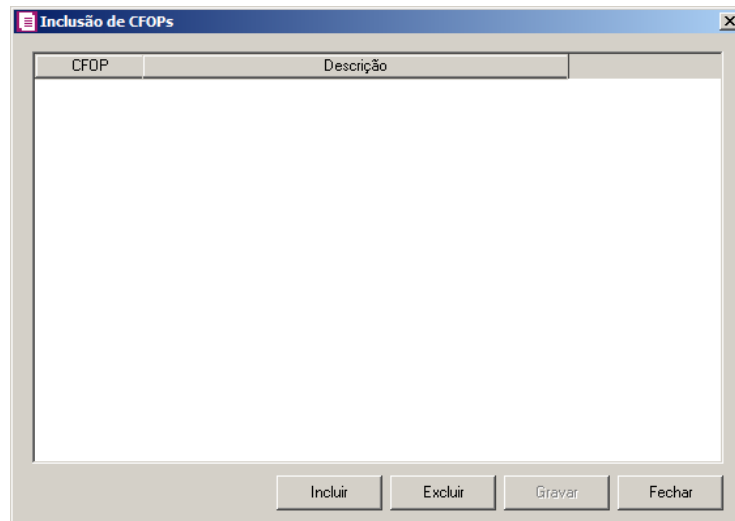 Inclusão de CFOPs
CFOP Descrição
Incluir Excluir Gravar Fechar